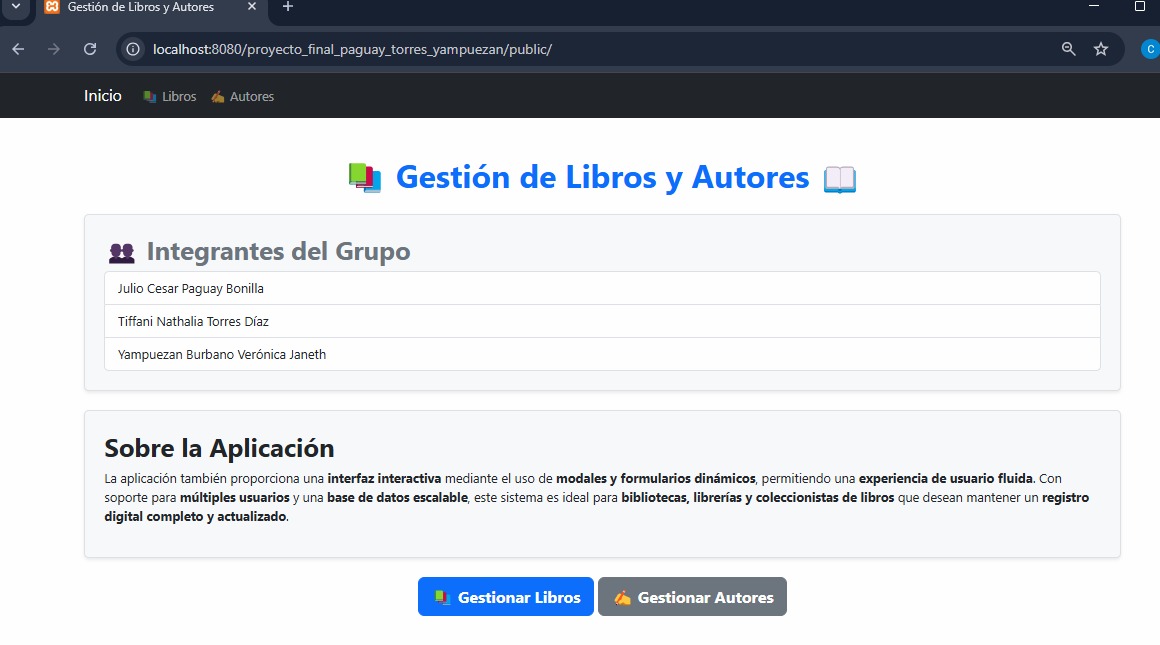 Gestión de Libros y Autores
localhost:8080/proyecto_final_paguay_torres_yampuezan/public/
C
Inicio
Libros
Autores
Gestión de Libros y Autores
Integrantes del Grupo
Julio Cesar Paguay Bonilla
Tiffani Nathalia Torres Díaz
Yampuezan Burbano Verónica Janeth
Sobre la Aplicación
La aplicación también proporciona una interfaz interactiva mediante el uso de modales y formularios dinámicos, permitiendo una experiencia de usuario fluida. Con
soporte para múltiples usuarios y una base de datos escalable, este sistema es ideal para bibliotecas, librerías y coleccionistas de libros que desean mantener un registro
digital completo y actualizado.
Gestionar Libros
Gestionar Autores